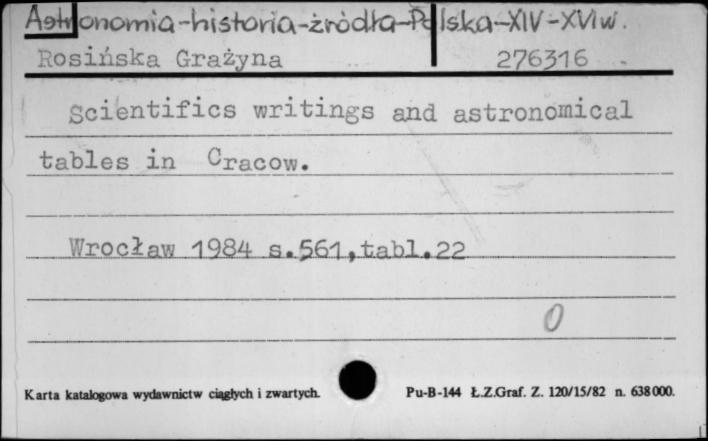 Astronomia-historia-źródła-Polska-XIV-XVI w.
Rosińska Grażyna 276316
Scientifics writings and astronomical
tables in Cracow.
Wrocław 1984 s.561,tabl.22
0
Karta katalogowa wydawnictw ciągłych i zwartych. Pu-B-144 Ł.Z.Graf. Z. 120/15/82 n. 638000.